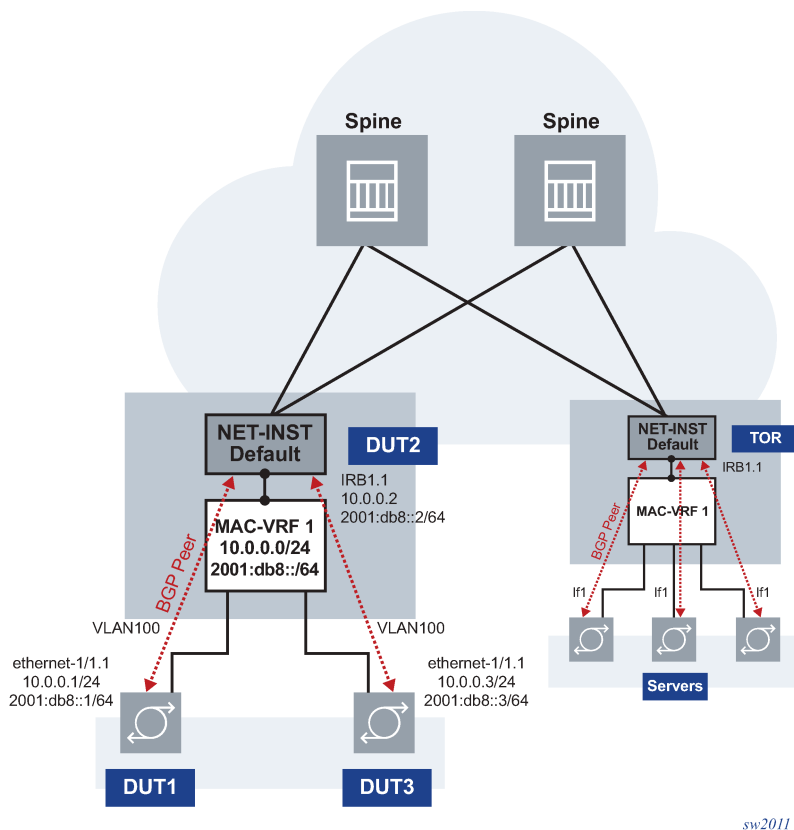 Spine
Spine
NET-INST
Default
DUT2
IRB1.1
10.0.0.2
2001:db8::2/64
MAC-VRF 1
10.0.0.0/24
2001:db8::/64
BGP Peer
VLAN100
VLAN100
ethernet-1/1.1
10.0.0.1/24
2001:db8::1/64
ethernet-1/1.1
10.0.0.3/24
2001:db8::3/64
DUT1
DUT3
NET-INST
Default
TOR
IRB1.1
MAC-VRF 1
BGP Peer
If1
If1
If1
Servers
sw2011